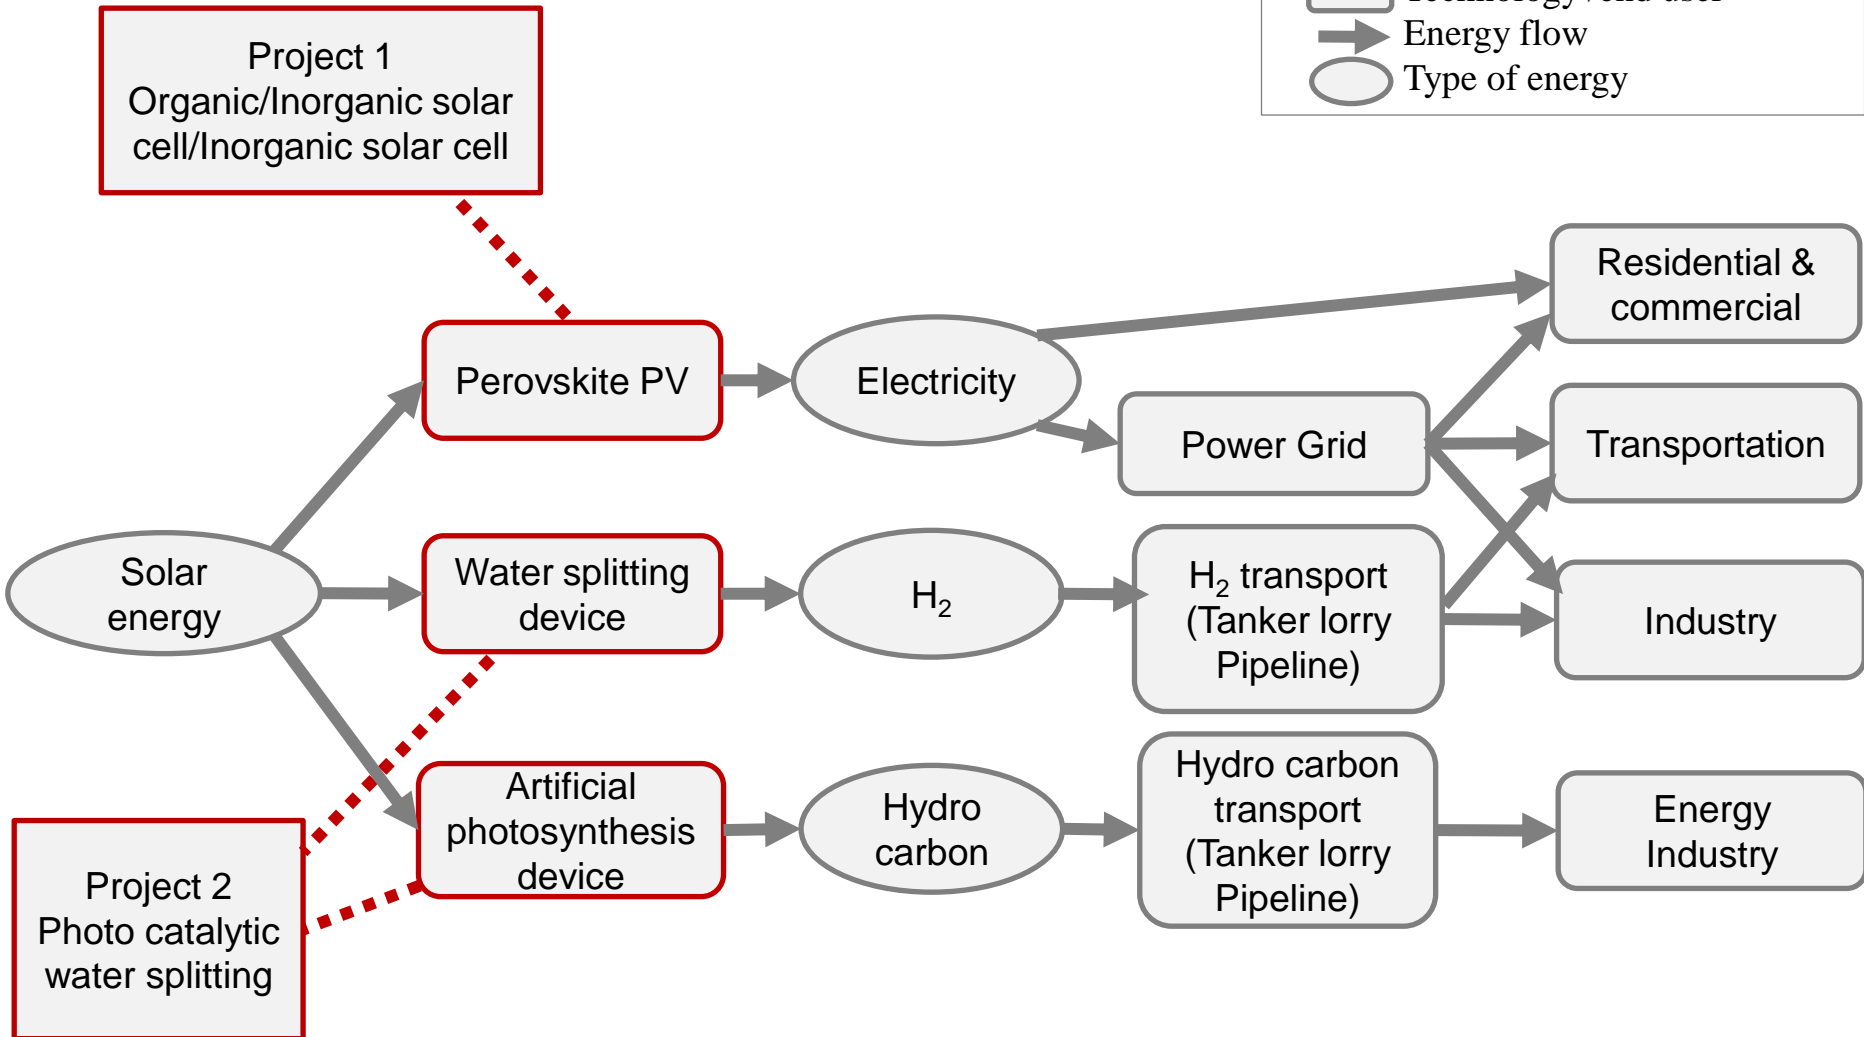 Project 1
Organic/Inorganic solar
cell/Inorganic solar cell
Energy flow
Type of energy
Residential &
commercial
Perovskite PV
Electricity
Power Grid
Transportation
Solar
energy
Water splitting
device
H₂
H₂ transport
(Tanker lorry
Pipeline)
Industry
Artificial
photosynthesis
device
Hydro
carbon
Hydro carbon
transport
(Tanker lorry
Pipeline)
Energy
Industry
Project 2
Photo catalytic
water splitting